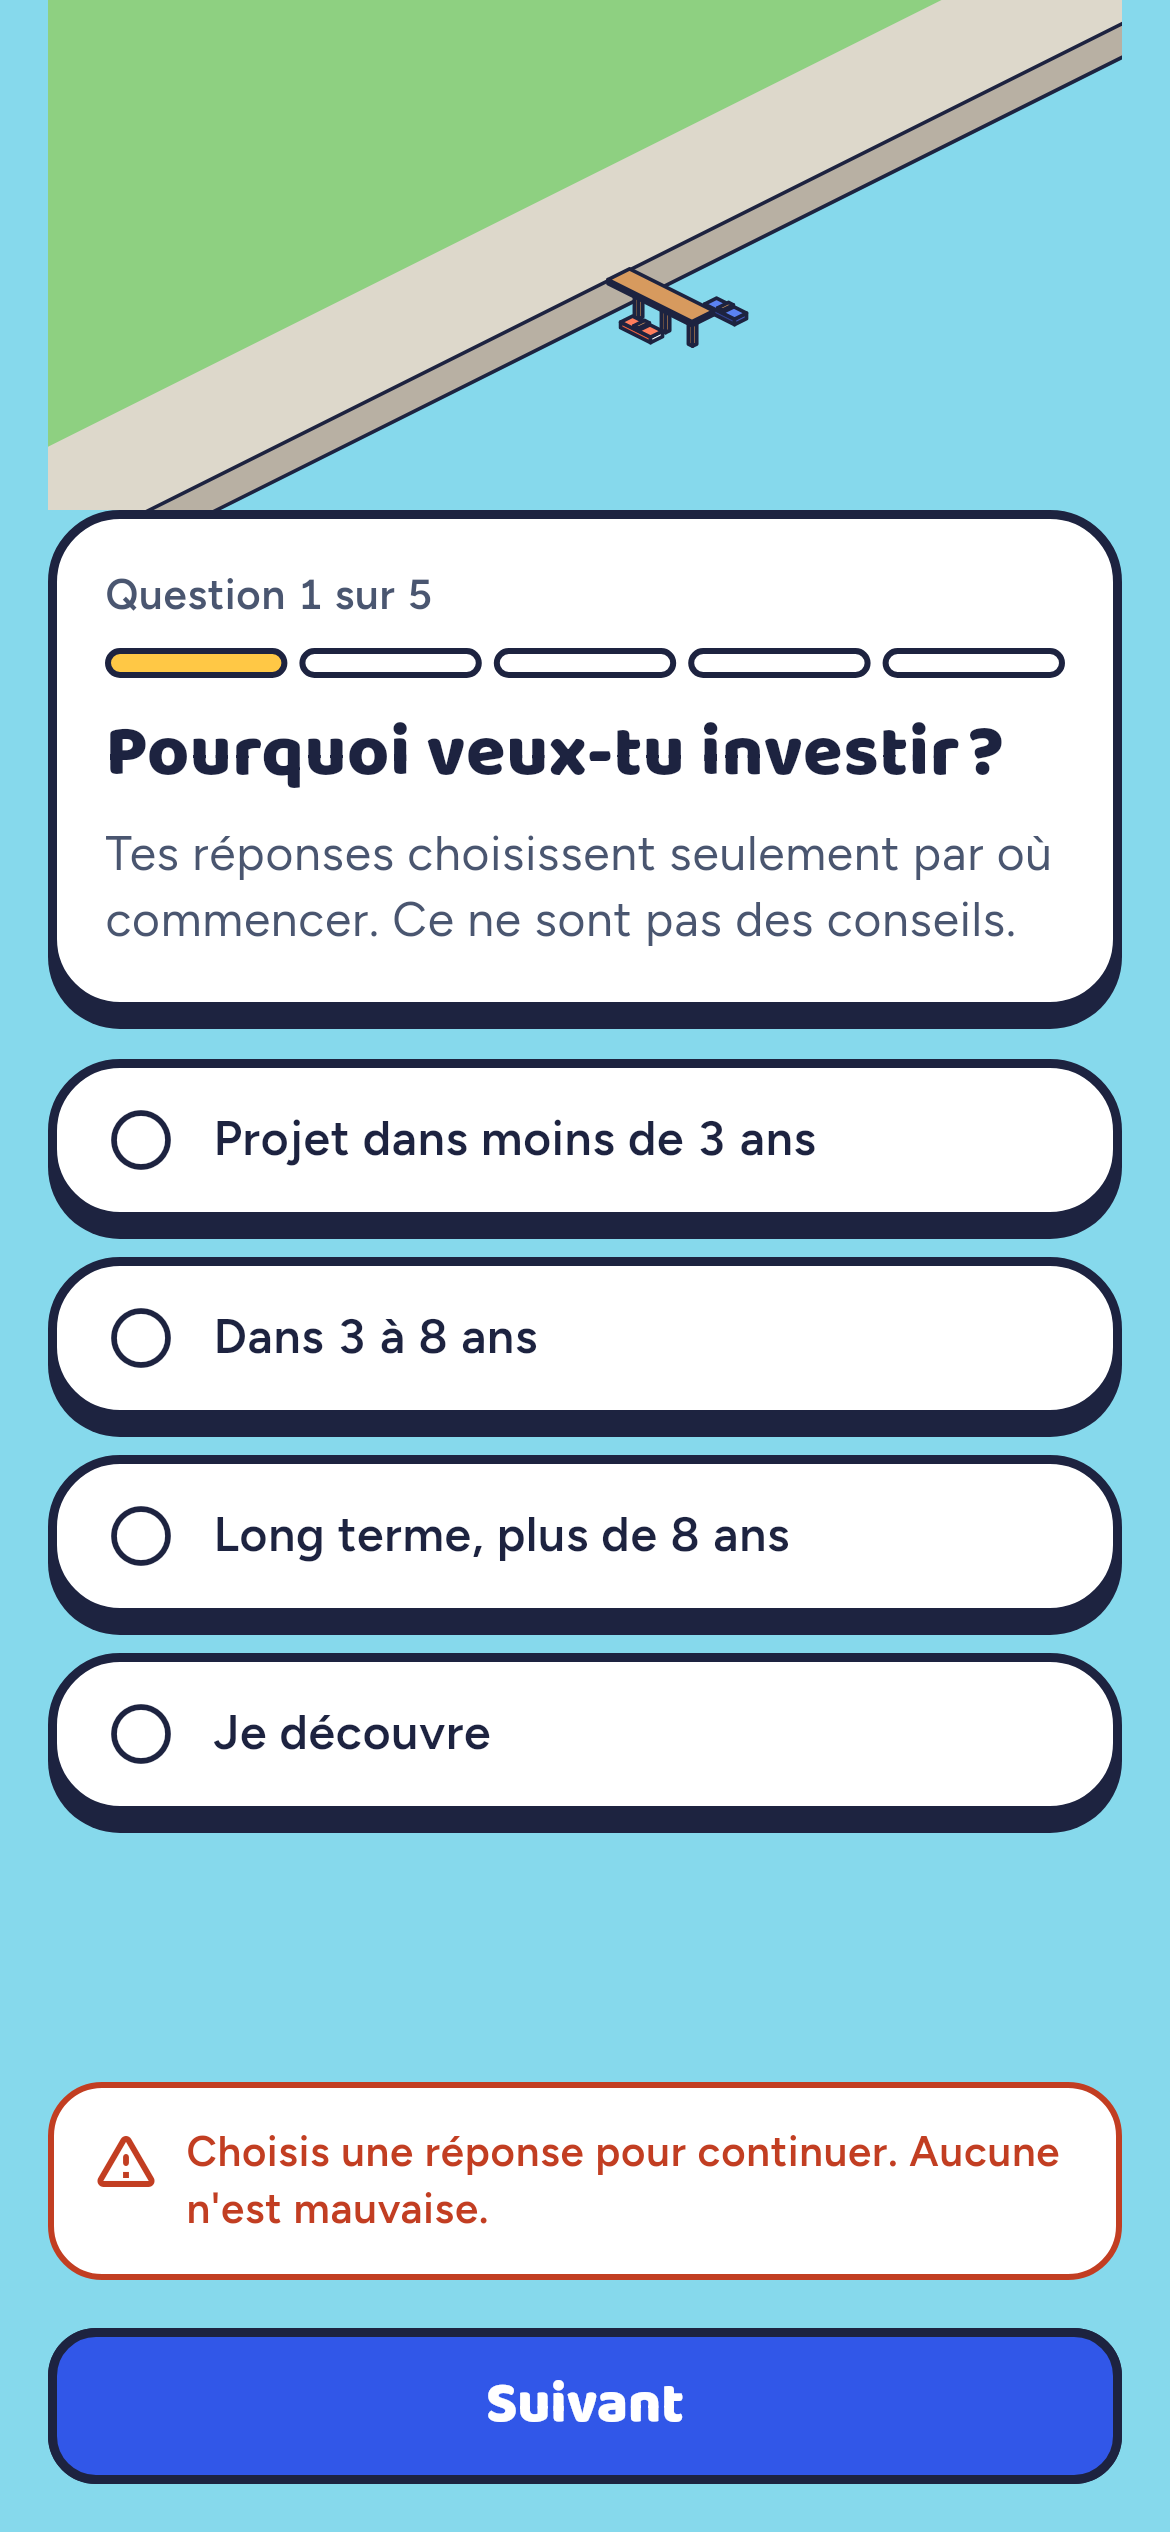 Question 1 sur 5
Pourquoi veux-tu investir ?
Tes réponses choisissent seulement par où
commencer. Ce ne sont pas des conseils.
Projet dans moins de 3 ans
Dans 3 à 8 ans
Long terme, plus de 8 ans
Je découvre
Choisis une réponse pour continuer. Aucune
n'est mauvaise.
Suivant